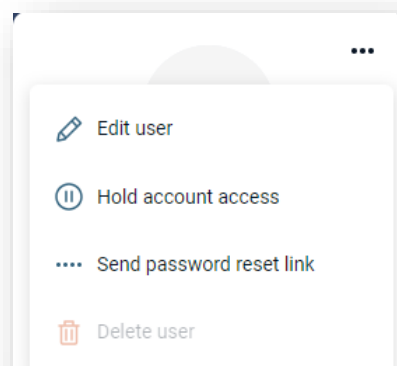 Edit user
Hold account access
Send password reset link
Delete user